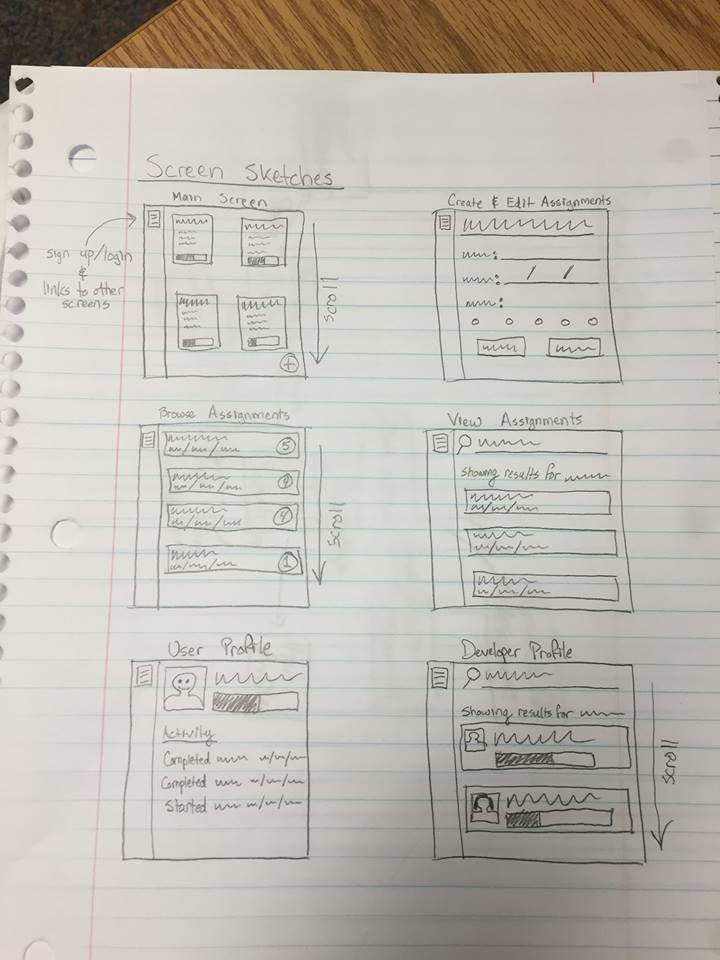 Screen Sketches
Main Screen
sign up/login
&
links to other
screens
scroll
+
Create & Edit Assignments
:
: / /
:
Browse Assignments
5
4
1
scroll
View Assignments
showing results for
User Profile
Activity
Completed
Completed
Started
Developer Profile
showing results for
scroll